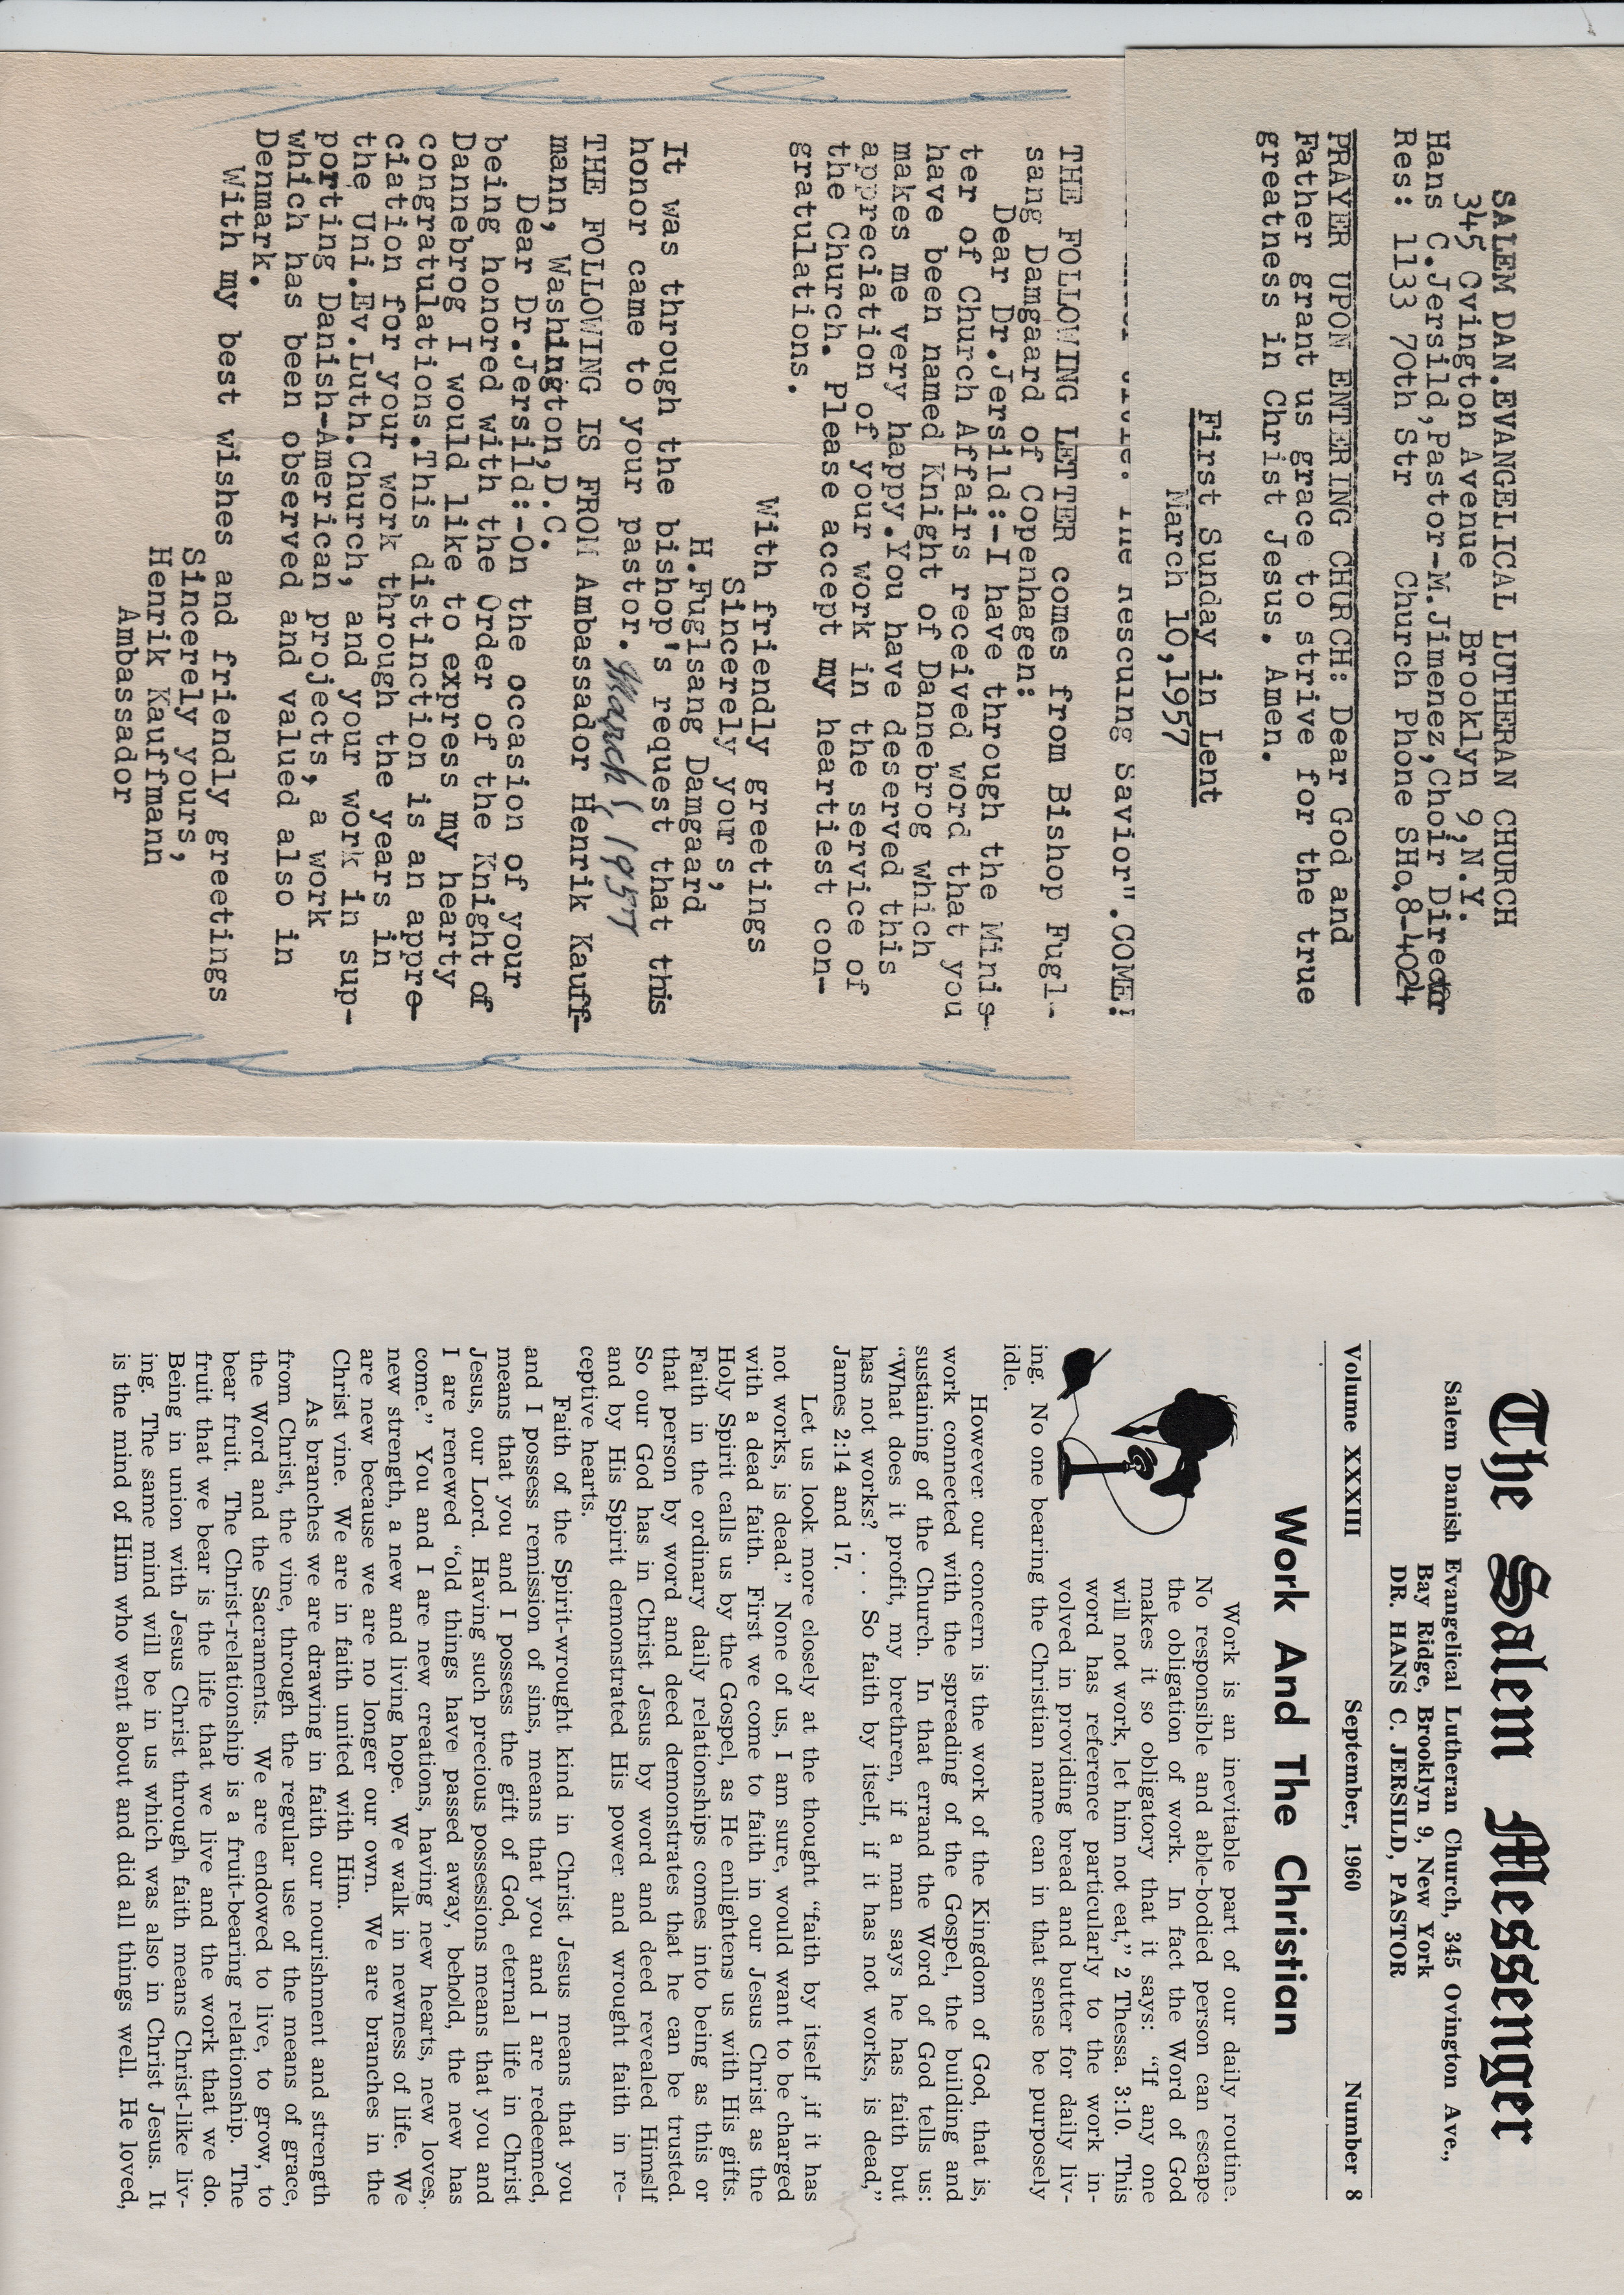 SALEM DAN.EVANGELICAL LUTHERAN CHURCH
345 Ovington Avenue Brooklyn 9,N.Y.
Hans C.Jersild,Pastor-M.Jimenez,Choir Director
Res: 1133 70th Str Church Phone SHo.8-4024
PRAYER UPON ENTERING CHURCH: Dear God and
Father grant us grace to strive for the true
greatness in Christ Jesus. Amen.
First Sunday in Lent
March 10,1957
The Rescuing Savior".COME!
THE FOLLOWING LETTER comes from Bishop Fugl-
sang Damgaard of Copenhagen:
Dear Dr.Jersild:-I have through the Minis-
ter of Church Affairs received word that you
have been named Knight of Dannebrog which
makes me very happy.You have deserved this
appreciation of your work in the service of
the Church. Please accept my heartiest con-
gratulations.
With friendly greetings
Sincerely yours,
H.Fuglsang Damgaard
It was through the bishop's request that this
honor came to your pastor. March 1, 1957
THE FOLLOWING IS FROM Ambassador Henrik Kauff-
mann, Washington,D.C.
Dear Dr.Jersild:-On the occasion of your
being honored with the Order of the Knight of
Dannebrog I would like to express my hearty
congratulations.This distinction is an appre-
ciation for your work through the years in
the Uni.Ev.Luth.Church, and your work in sup-
porting Danish-American projects, a work
which has been observed and valued also in
Denmark.
With my best wishes and friendly greetings
Sincerely yours,
Henrik Kauffmann
Ambassador
The Salem Messenger
Salem Danish Evangelical Lutheran Church, 345 Ovington Ave.,
Bay Ridge, Brooklyn 9, New York
DR. HANS C. JERSILD, PASTOR
Volume XXXIII September, 1960 Number 8
Work And The Christian
Work is an inevitable part of our daily routine.
No responsible and able-bodied person can escape
the obligation of work. In fact the Word of God
makes it so obligatory that it says: "If any one
will not work, let him not eat," 2 Thessa. 3:10. This
word has reference particularly to the work in-
volved in providing bread and butter for daily liv-
ing. No one bearing the Christian name can in that sense be purposely
idle.
However our concern is the work of the Kingdom of God, that is,
work connected with the spreading of the Gospel, the building and
sustaining of the Church. In that errand the Word of God tells us:
"What does it profit, my brethren, if a man says he has faith but
has not works? . . . So faith by itself, if it has not works, is dead,"
James 2:14 and 17.
Let us look more closely at the thought "faith by itself ,if it has
not works, is dead." None of us, I am sure, would want to be charged
with a dead faith. First we come to faith in our Jesus Christ as the
Holy Spirit calls us by the Gospel, as He enlightens us with His gifts.
Faith in the ordinary daily relationships comes into being as this or
that person by word and deed demonstrates that he can be trusted.
So our God has in Christ Jesus by word and deed revealed Himslf
and by His Spirit demonstrated His power and wrought faith in re-
ceptive hearts.
Faith of the Spirit-wrought kind in Christ Jesus means that you
and I possess remission of sins, means that you and I are redeemed,
means that you and I possess the gift of God, eternal life in Christ
Jesus, our Lord. Having such precious possessions means that you and
I are renewed "old things have passed away, behold, the new has
come." You and I are new creations, having new hearts, new loves,
new strength, a new and living hope. We walk in newness of life. We
are new because we are no longer our own. We are branches in the
Christ vine. We are in faith united with Him.
As branches we are drawing in faith our nourishment and strength
from Christ, the vine, through the regular use of the means of grace,
the Word and the Sacraments. We are endowed to live, to grow, to
bear fruit. The Christ-relationship is a fruit-bearing relationship. The
fruit that we bear is the life that we live and the work that we do.
Being in union with Jesus Christ through faith means Christ-like liv-
ing. The same mind will be in us which was also in Christ Jesus. It
is the mind of Him who went about and did all things well. He loved,